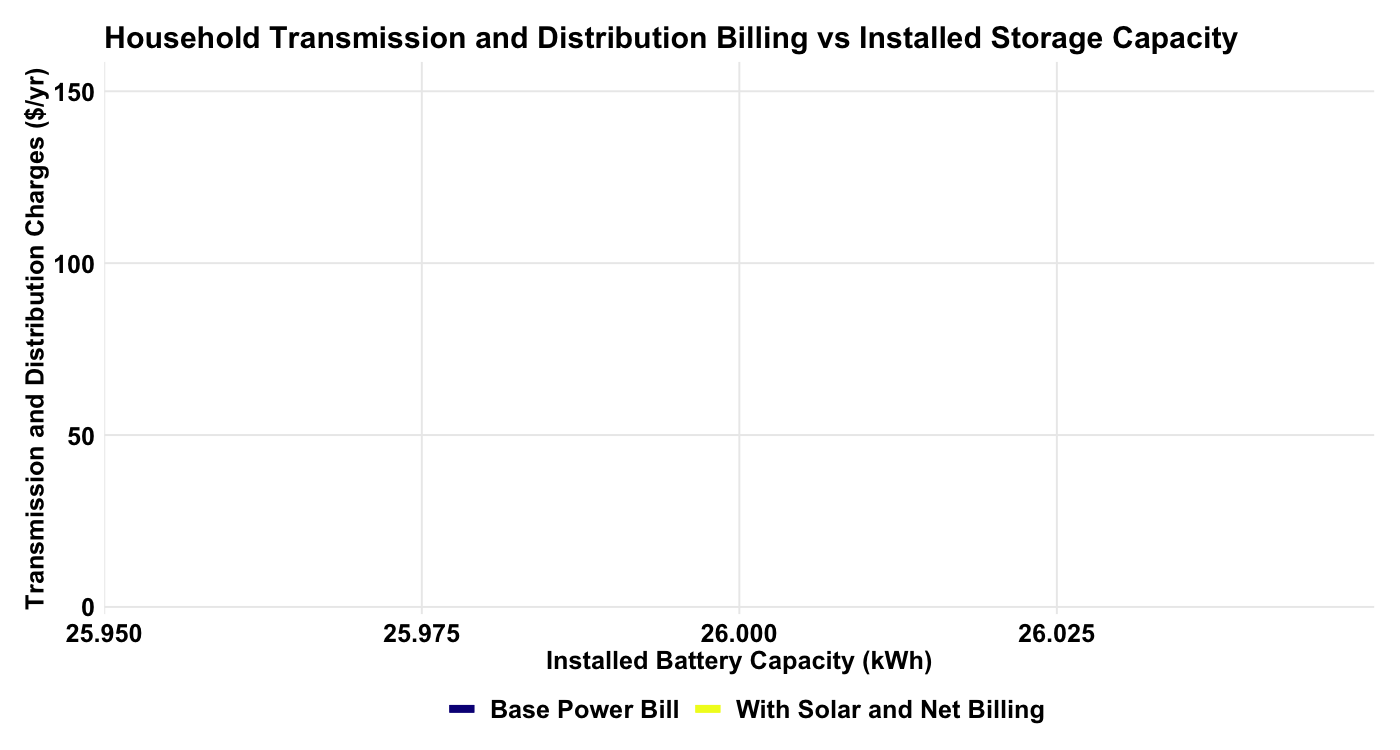 Household Transmission and Distribution Billing vs Installed Storage Capacity
Transmission and Distribution Charges ($/yr)
150
100
50
0
25.950 25.975 26.000 26.025
Installed Battery Capacity (kWh)
Base Power Bill With Solar and Net Billing